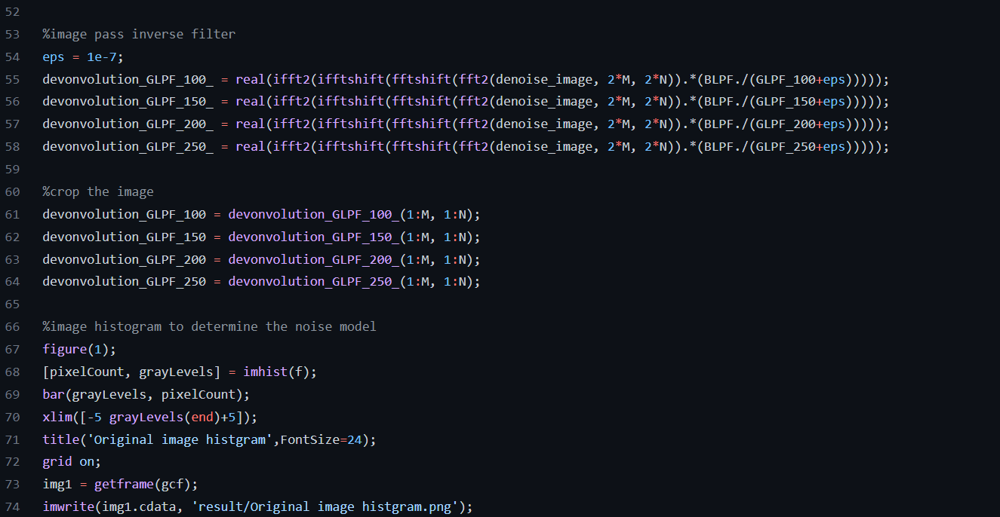 52
53 %image pass inverse filter
54 eps = 1e-7;
55 devonvolution_GLPF_100_ = real(ifft2(ifftshift(fftshift(fft2(denoise_image, 2*M, 2*N)).*(BLPF./(GLPF_100+eps)))));
56 devonvolution_GLPF_150_ = real(ifft2(ifftshift(fftshift(fft2(denoise_image, 2*M, 2*N)).*(BLPF./(GLPF_150+eps)))));
57 devonvolution_GLPF_200_ = real(ifft2(ifftshift(fftshift(fft2(denoise_image, 2*M, 2*N)).*(BLPF./(GLPF_200+eps)))));
58 devonvolution_GLPF_250_ = real(ifft2(ifftshift(fftshift(fft2(denoise_image, 2*M, 2*N)).*(BLPF./(GLPF_250+eps)))));
59
60 %crop the image
61 devonvolution_GLPF_100 = devonvolution_GLPF_100_(1:M, 1:N);
62 devonvolution_GLPF_150 = devonvolution_GLPF_150_(1:M, 1:N);
63 devonvolution_GLPF_200 = devonvolution_GLPF_200_(1:M, 1:N);
64 devonvolution_GLPF_250 = devonvolution_GLPF_250_(1:M, 1:N);
65
66 %image histogram to determine the noise model
67 figure(1);
68 [pixelCount, grayLevels] = imhist(f);
69 bar(grayLevels, pixelCount);
70 xlim([-5 grayLevels(end)+5]);
71 title('Original image histgram',FontSize=24);
72 grid on;
73 img1 = getframe(gcf);
74 imwrite(img1.cdata, 'result/Original image histgram.png');